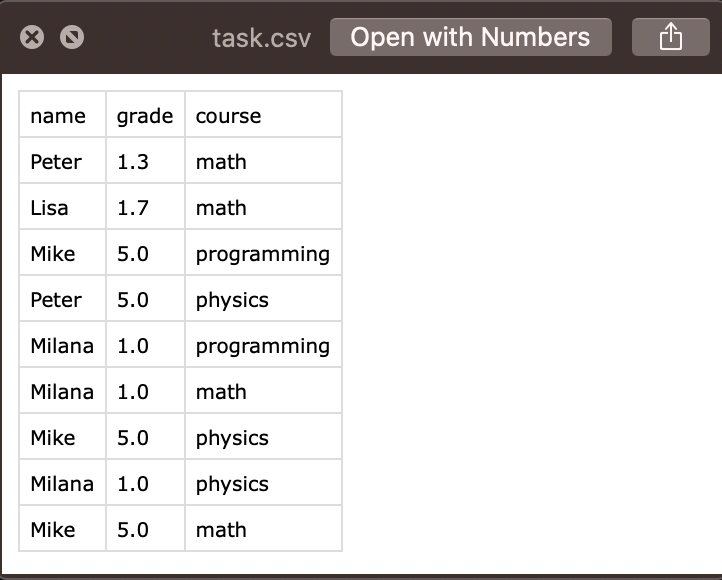 task.csv Open with Numbers
name grade course
Peter 1.3 math
Lisa 1.7 math
Mike 5.0 programming
Peter 5.0 physics
Milana 1.0 programming
Milana 1.0 math
Mike 5.0 physics
Milana 1.0 physics
Mike 5.0 math